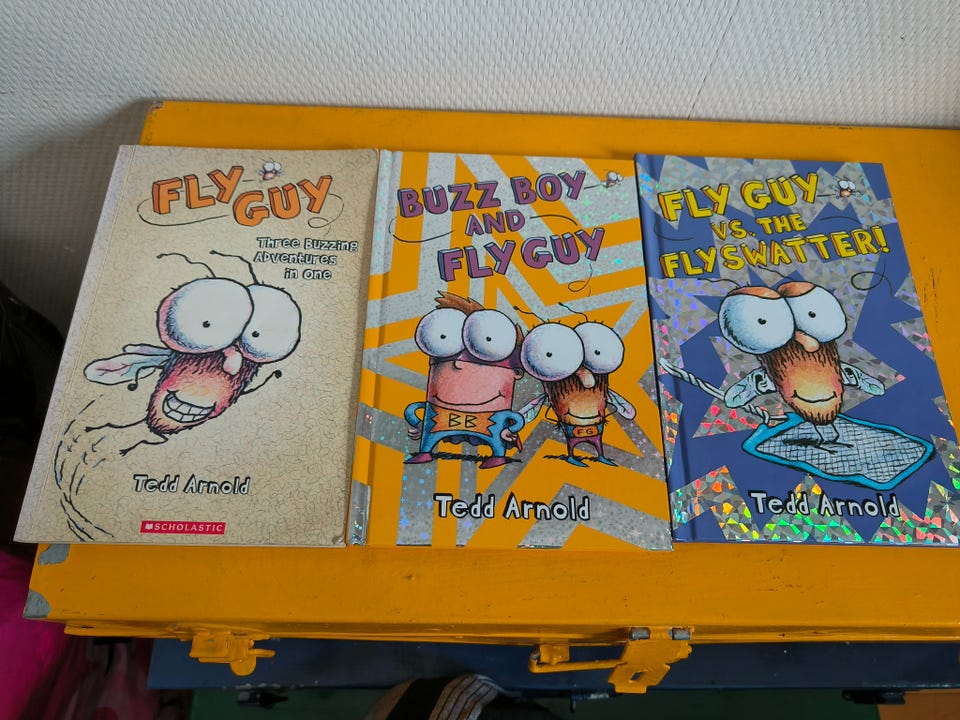 FLY GUY
Three Buzzing
Adventures
in one
Tedd Arnold
SCHOLASTIC
BUZZ BOY
AND
FLY GUY
BB
FG
Tedd Arnold
FLY GUY
VS. THE
FLYSWATTER!
Tedd Arnold